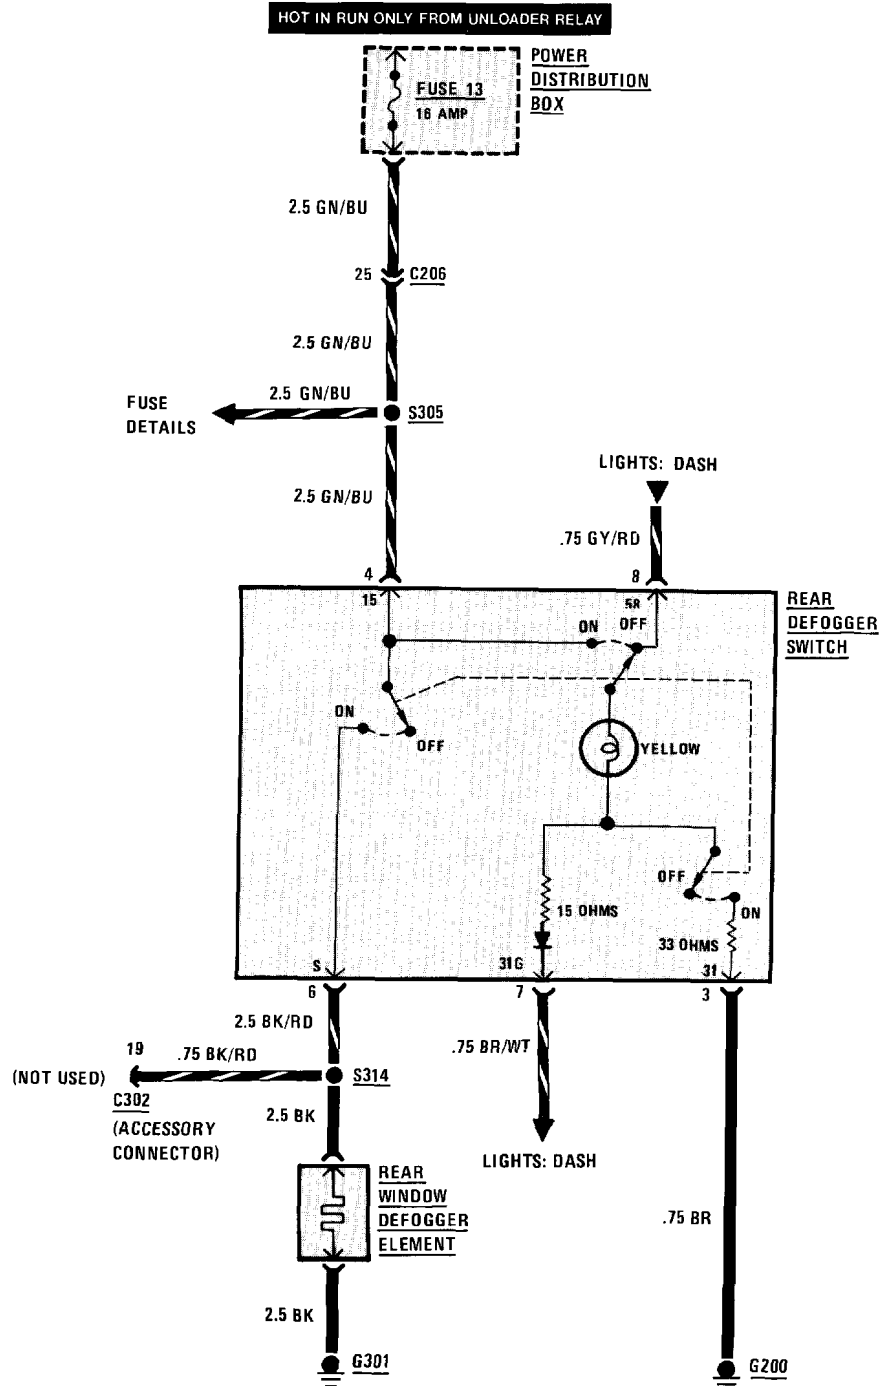 HOT IN RUN ONLY FROM UNLOADER RELAY
POWER
DISTRIBUTION
BOX
FUSE 13
16 AMP
2.5 GN/BU
25
C206
2.5 GN/BU
2.5 GN/BU
FUSE
DETAILS
S305
LIGHTS: DASH
2.5 GN/BU
.75 GY/RD
4
8
15
58
REAR
DEFOGGER
SWITCH
ON
OFF
ON
OFF
YELLOW
OFF
ON
15 OHMS
33 OHMS
S
31G
31
6
7
3
2.5 BK/RD
.75 BR/WT
19
.75 BK/RD
(NOT USED)
S314
C302
(ACCESSORY
CONNECTOR)
2.5 BK
LIGHTS: DASH
REAR
WINDOW
DEFOGGER
ELEMENT
.75 BR
2.5 BK
G301
G200